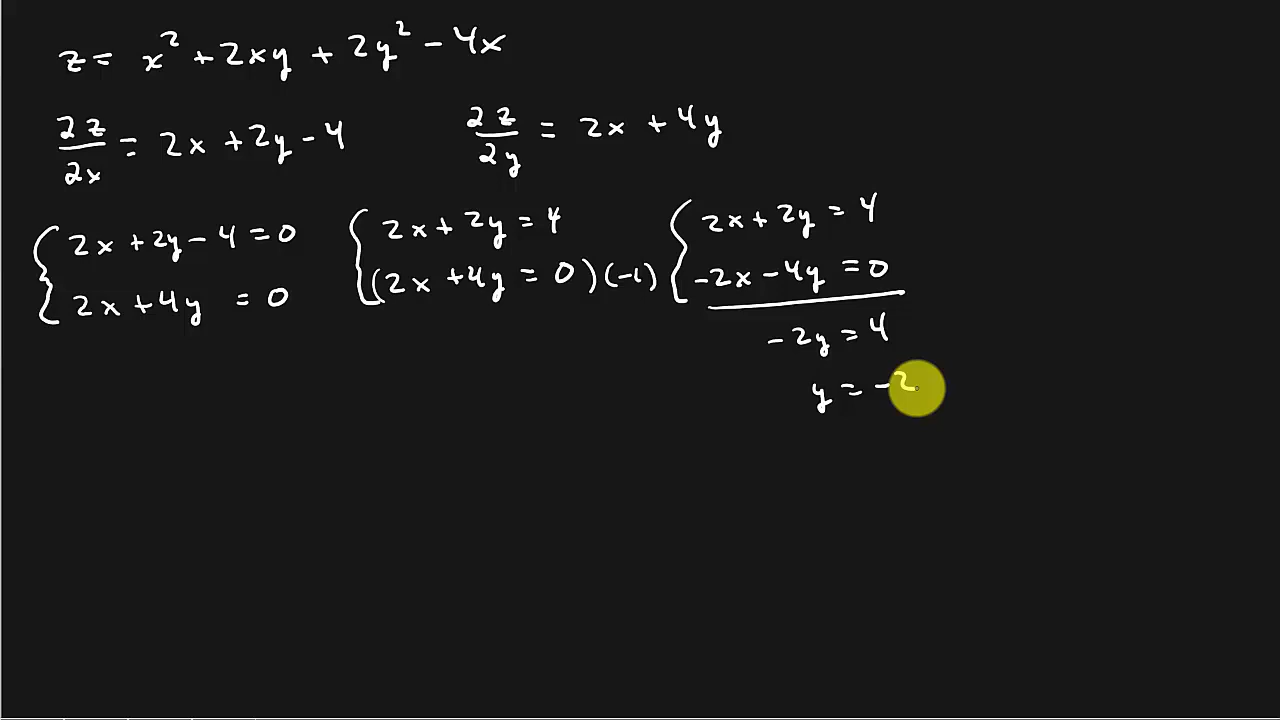 z = x² + 2xy + 2y² - 4x
∂z/∂x = 2x + 2y - 4    ∂z/∂y = 2x + 4y
{ 2x + 2y - 4 = 0    { 2x + 2y = 4    { 2x + 2y = 4
2x + 4y = 0    (2x + 4y = 0)(-1)    -2x - 4y = 0
-2y = 4
y = -2